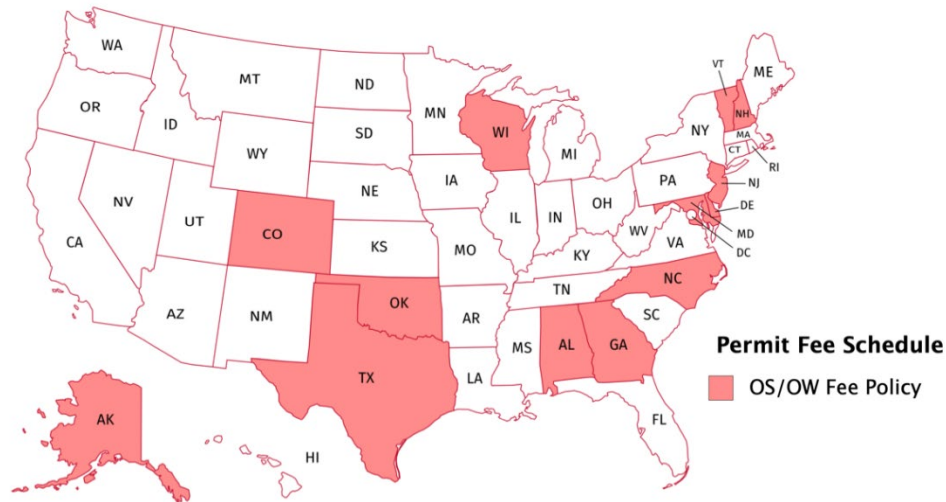 WA
MT
ND
MN
VT
ME
OR
ID
SD
WI
NH
NY
MA
WY
MI
CT
RI
IA
NE
PA
NJ
NV
OH
IL
IN
DE
UT
CO
MD
WV
CA
KS
MO
VA
DC
KY
NC
TN
OK
AZ
NM
AR
SC
MS
AL
GA
Permit Fee Schedule
TX
LA
OS/OW Fee Policy
AK
FL
HI